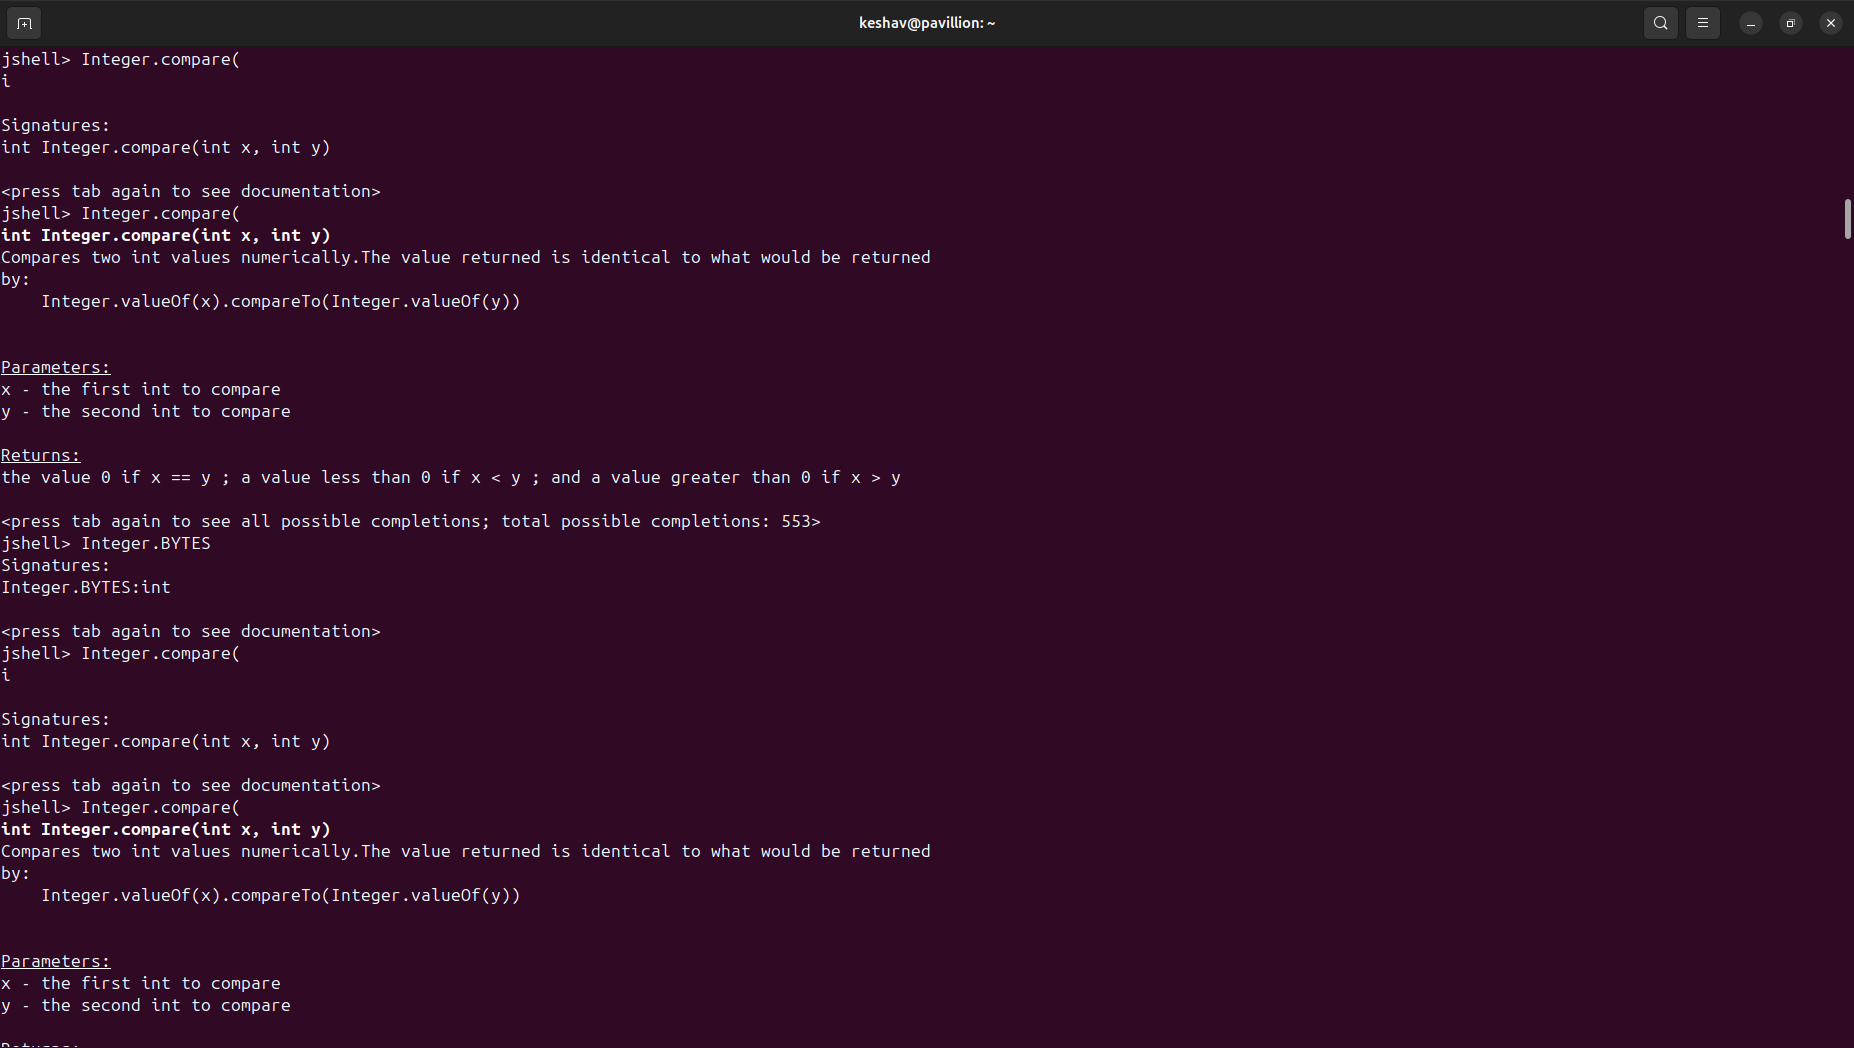 keshav@pavillion: ~
jshell> Integer.compare(
i
Signatures:
int Integer.compare(int x, int y)
<press tab again to see documentation>
jshell> Integer.compare(
int Integer.compare(int x, int y)
Compares two int values numerically.The value returned is identical to what would be returned
by:
    Integer.valueOf(x).compareTo(Integer.valueOf(y))
Parameters:
x - the first int to compare
y - the second int to compare
Returns:
the value 0 if x == y ; a value less than 0 if x < y ; and a value greater than 0 if x > y
<press tab again to see all possible completions; total possible completions: 553>
jshell> Integer.BYTES
Signatures:
Integer.BYTES:int
<press tab again to see documentation>
jshell> Integer.compare(
i
Signatures:
int Integer.compare(int x, int y)
<press tab again to see documentation>
jshell> Integer.compare(
int Integer.compare(int x, int y)
Compares two int values numerically.The value returned is identical to what would be returned
by:
    Integer.valueOf(x).compareTo(Integer.valueOf(y))
Parameters:
x - the first int to compare
y - the second int to compare
Returns: